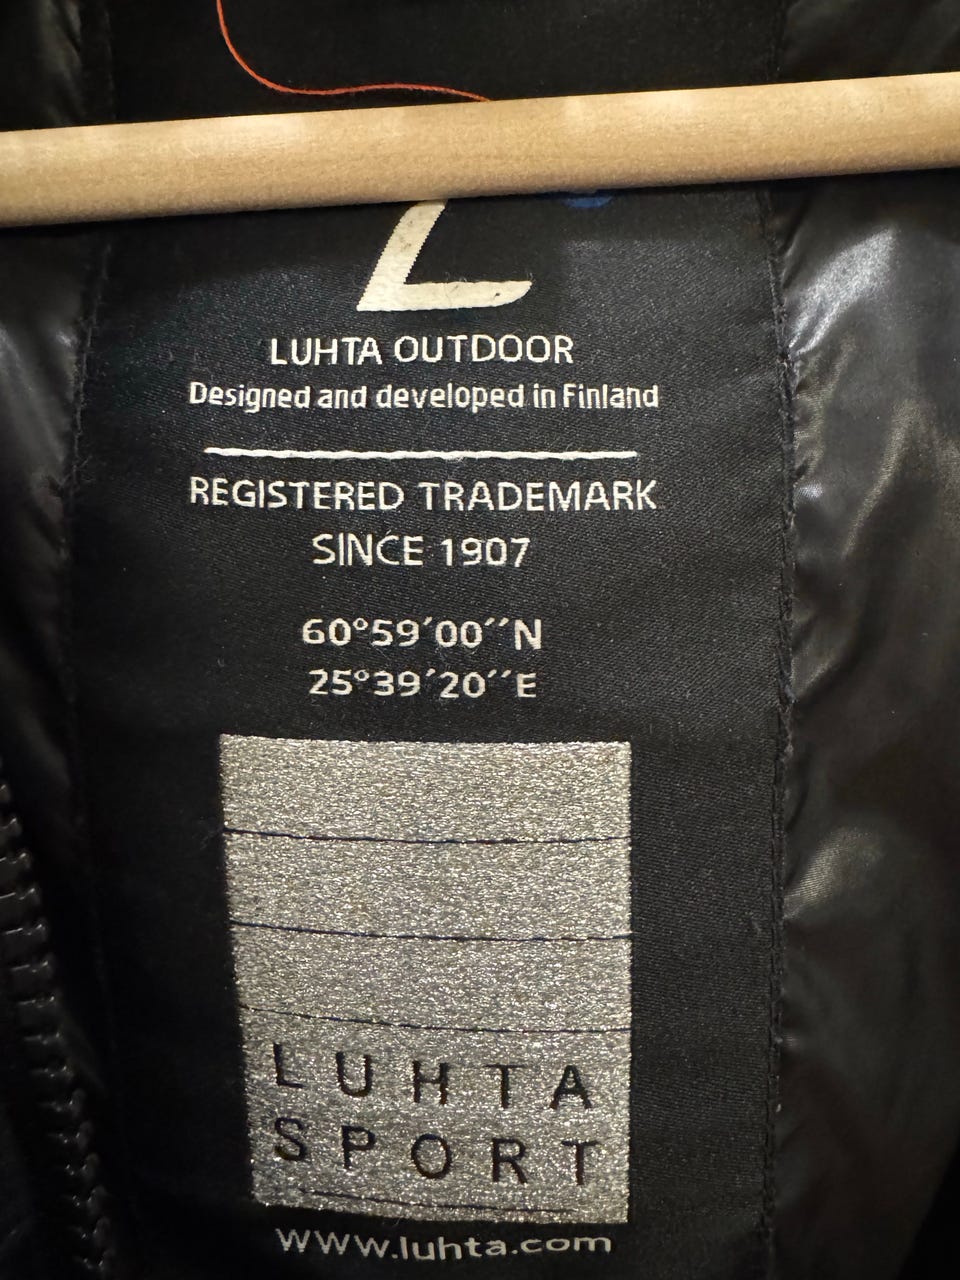 L
LUHTA OUTDOOR
Designed and developed in Finland
REGISTERED TRADEMARK
SINCE 1907
60°59′00′′N
25°39′20′′E
LUHTA
SPORT
www.luhta.com